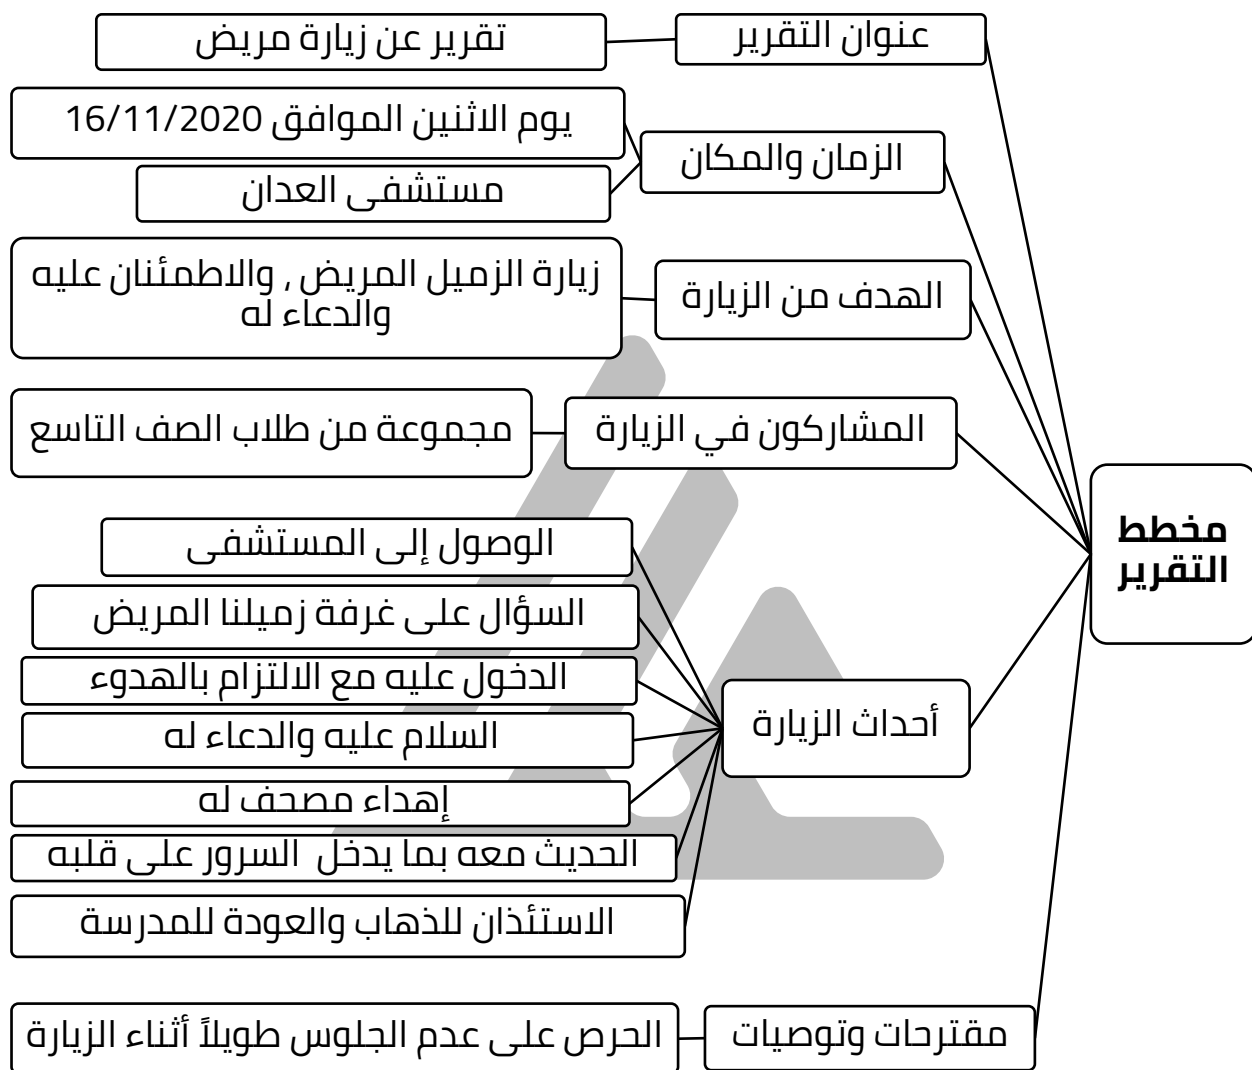 مخطط
التقرير
عنوان التقرير
تقرير عن زيارة مريض
الزمان والمكان
يوم الاثنين الموافق 16/11/2020
مستشفى العدان
الهدف من الزيارة
زيارة الزميل المريض , والاطمئنان عليه
والدعاء له
المشاركون في الزيارة
مجموعة من طلاب الصف التاسع
أحداث الزيارة
الوصول إلى المستشفى
السؤال على غرفة زميلنا المريض
الدخول عليه مع الالتزام بالهدوء
السلام عليه والدعاء له
إهداء مصحف له
الحديث معه بما يدخل السرور على قلبه
الاستئذان للذهاب والعودة للمدرسة
مقترحات وتوصيات
الحرص على عدم الجلوس طويلاً أثناء الزيارة